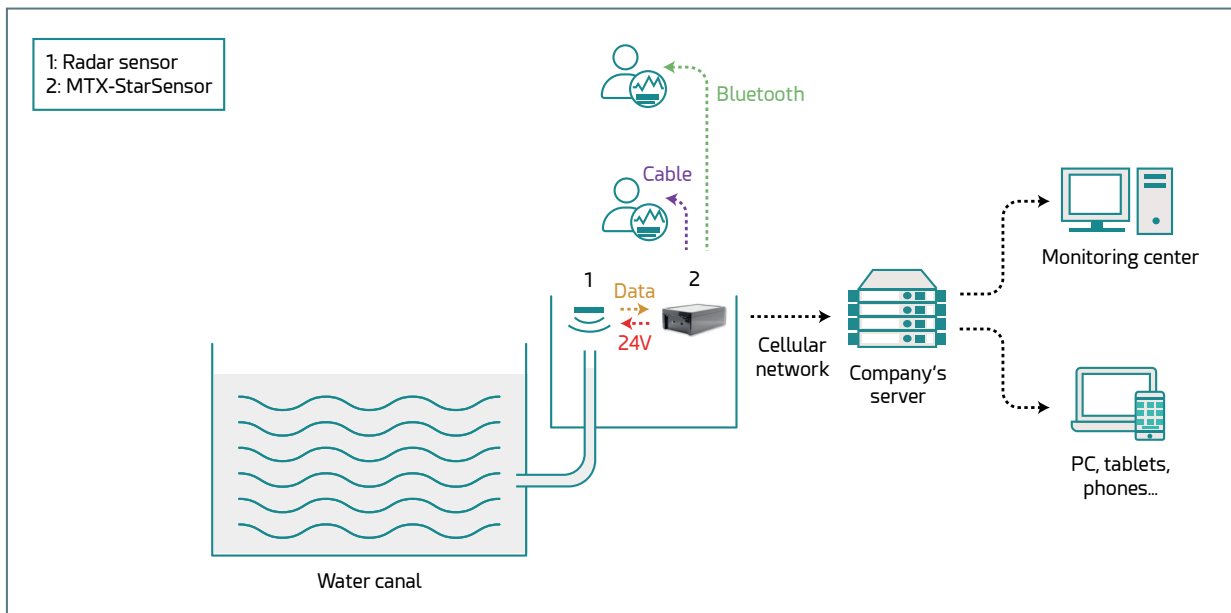 1: Radar sensor
2: MTX-StarSensor
Bluetooth
Cable
1
2
Data
24V
Cellular
network
Company's
server
Monitoring center
PC, tablets,
phones...
Water canal